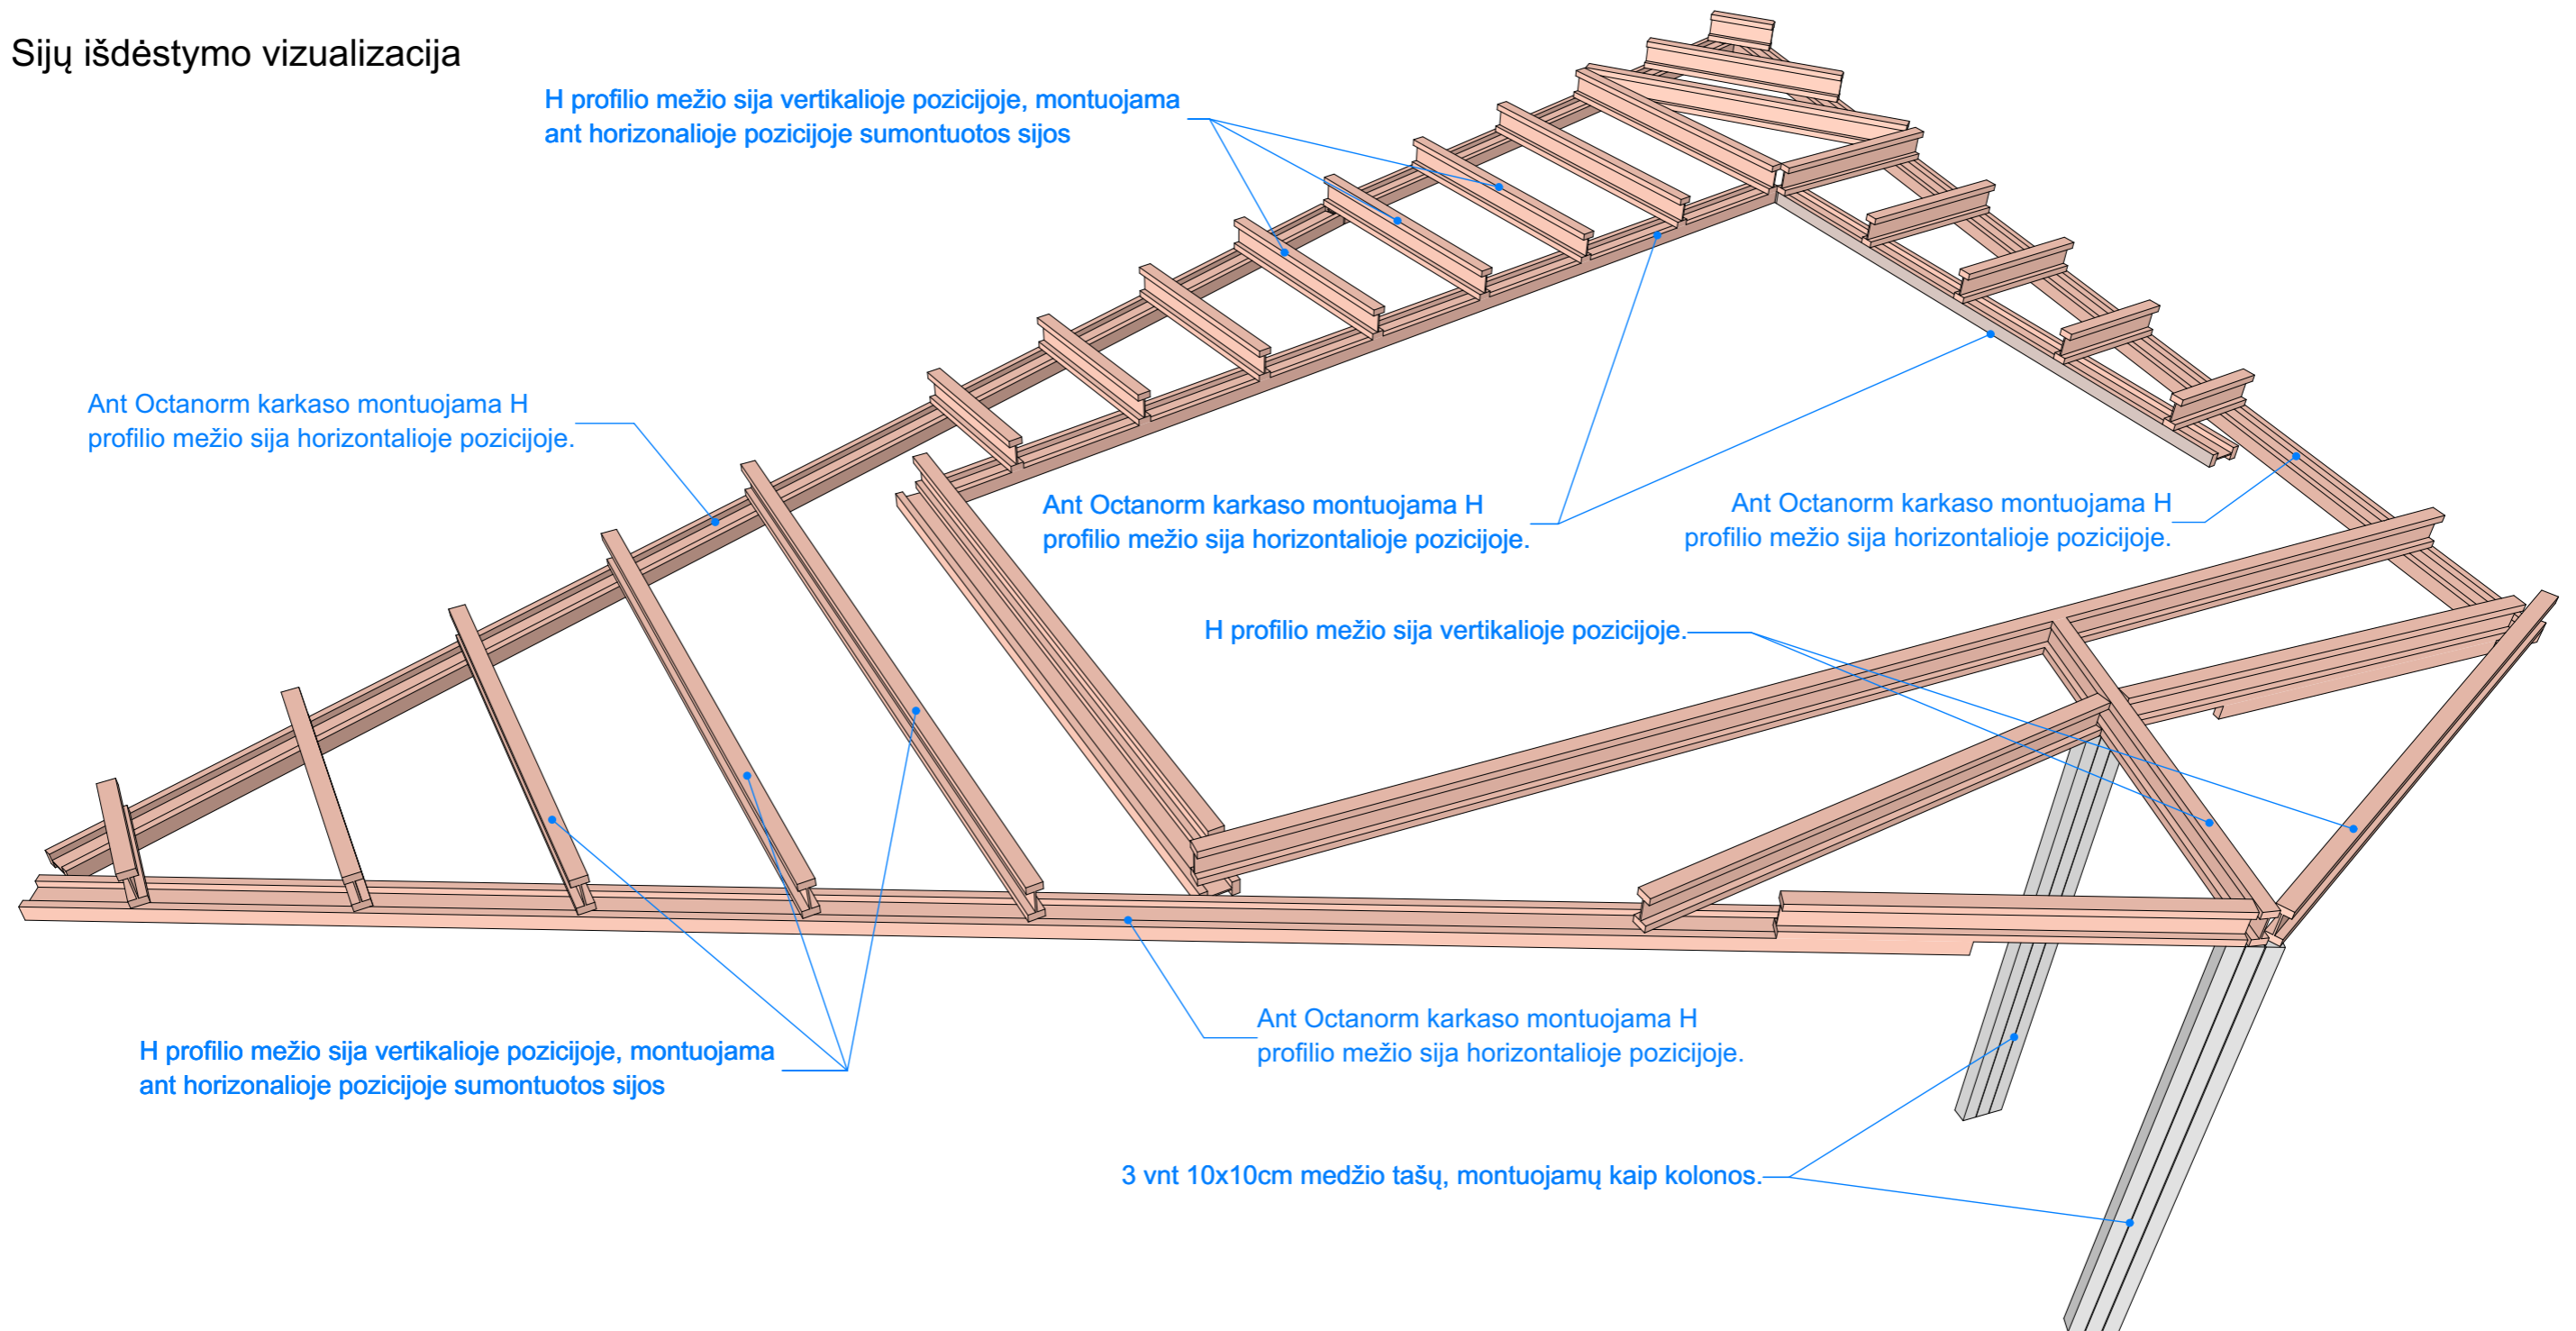 Sijų išdėstymo vizualizacija
H profilio mežio sija vertikalioje pozicijoje, montuojama
ant horizonalioje pozicijoje sumontuotos sijos
Ant Octanorm karkaso montuojama H
profilio mežio sija horizontalioje pozicijoje.
Ant Octanorm karkaso montuojama H
profilio mežio sija horizontalioje pozicijoje.
Ant Octanorm karkaso montuojama H
profilio mežio sija horizontalioje pozicijoje.
H profilio mežio sija vertikalioje pozicijoje.
Ant Octanorm karkaso montuojama H
profilio mežio sija horizontalioje pozicijoje.
H profilio mežio sija vertikalioje pozicijoje, montuojama
ant horizonalioje pozicijoje sumontuotos sijos
3 vnt 10x10cm medžio tašų, montuojamų kaip kolonos.